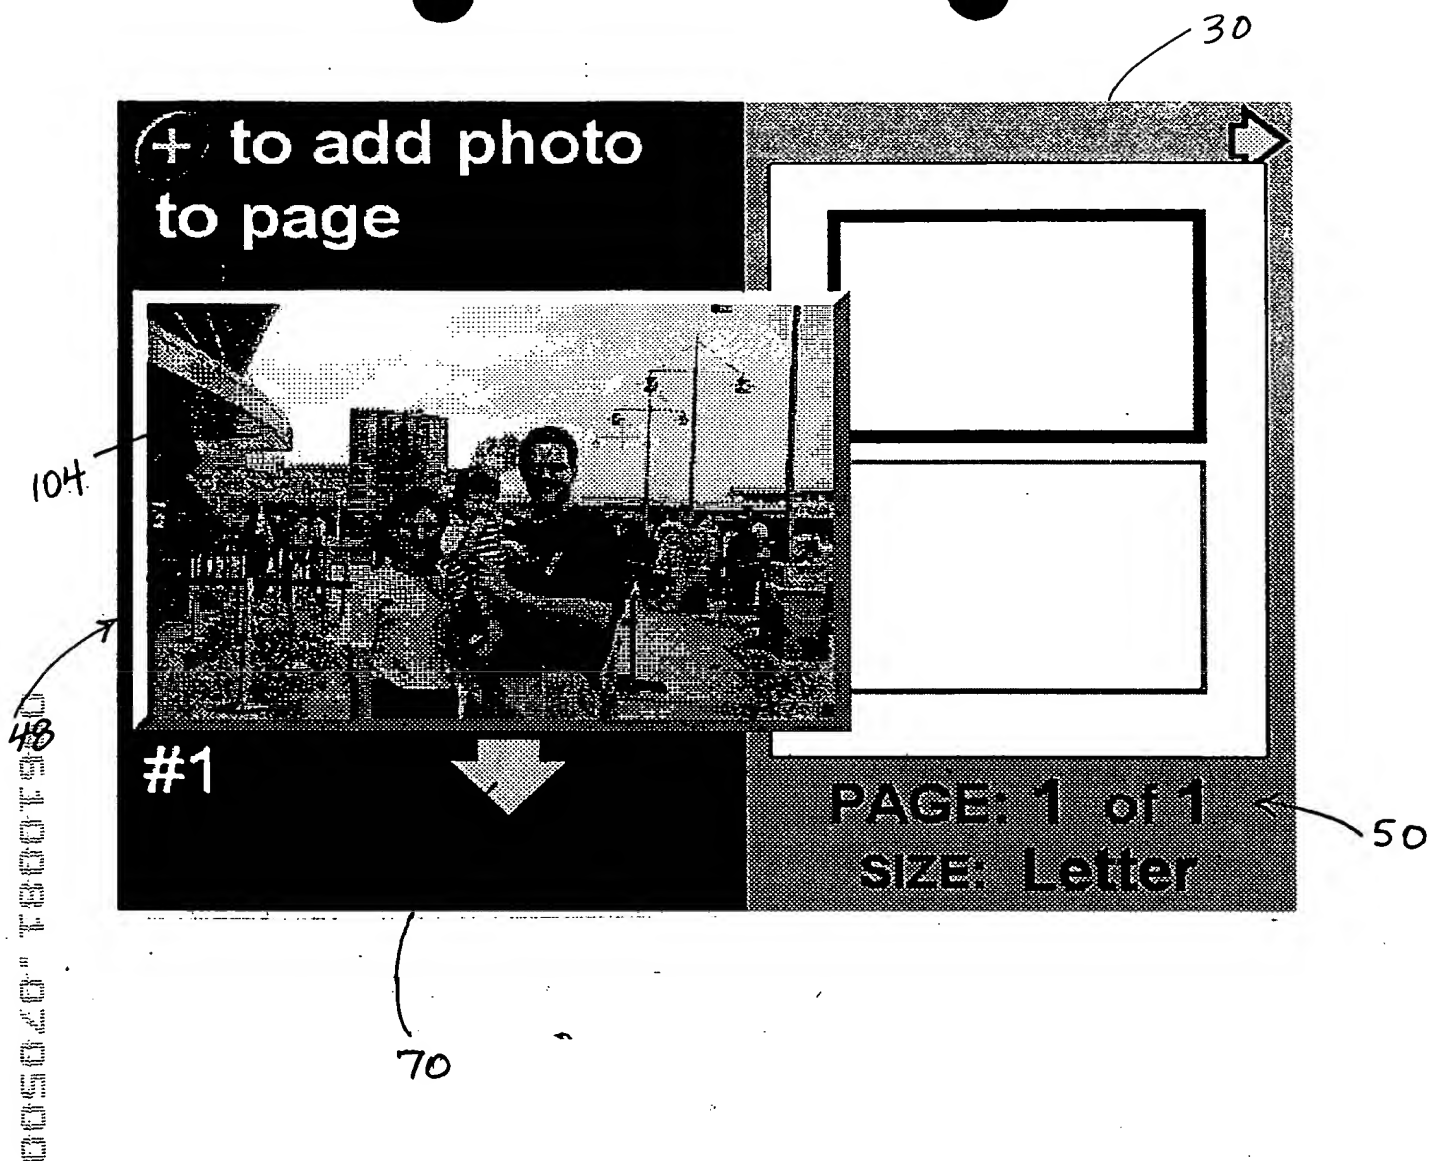 30
+ to add photo
to page
104
48
#1
PAGE: 1 of 1
SIZE: Letter
50
70